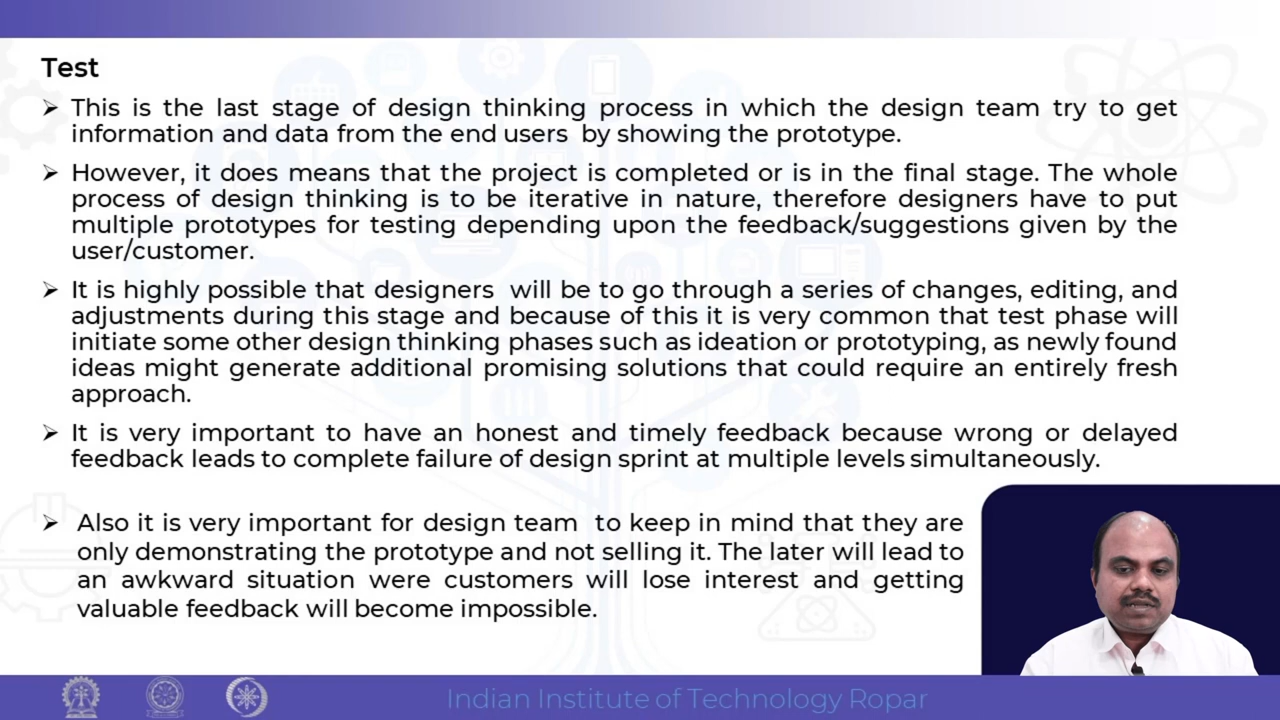 Test
➢ This is the last stage of design thinking process in which the design team try to get
information and data from the end users by showing the prototype.
➢ However, it does means that the project is completed or is in the final stage. The whole
process of design thinking is to be iterative in nature, therefore designers have to put
multiple prototypes for testing depending upon the feedback/suggestions given by the
user/customer.
➢ It is highly possible that designers will be to go through a series of changes, editing, and
adjustments during this stage and because of this it is very common that test phase will
initiate some other design thinking phases such as ideation or prototyping, as newly found
ideas might generate additional promising solutions that could require an entirely fresh
approach.
➢ It is very important to have an honest and timely feedback because wrong or delayed
feedback leads to complete failure of design sprint at multiple levels simultaneously.
➢ Also it is very important for design team to keep in mind that they are
only demonstrating the prototype and not selling it. The later will lead to
an awkward situation were customers will lose interest and getting
valuable feedback will become impossible.
Indian Institute of Technology Ropar